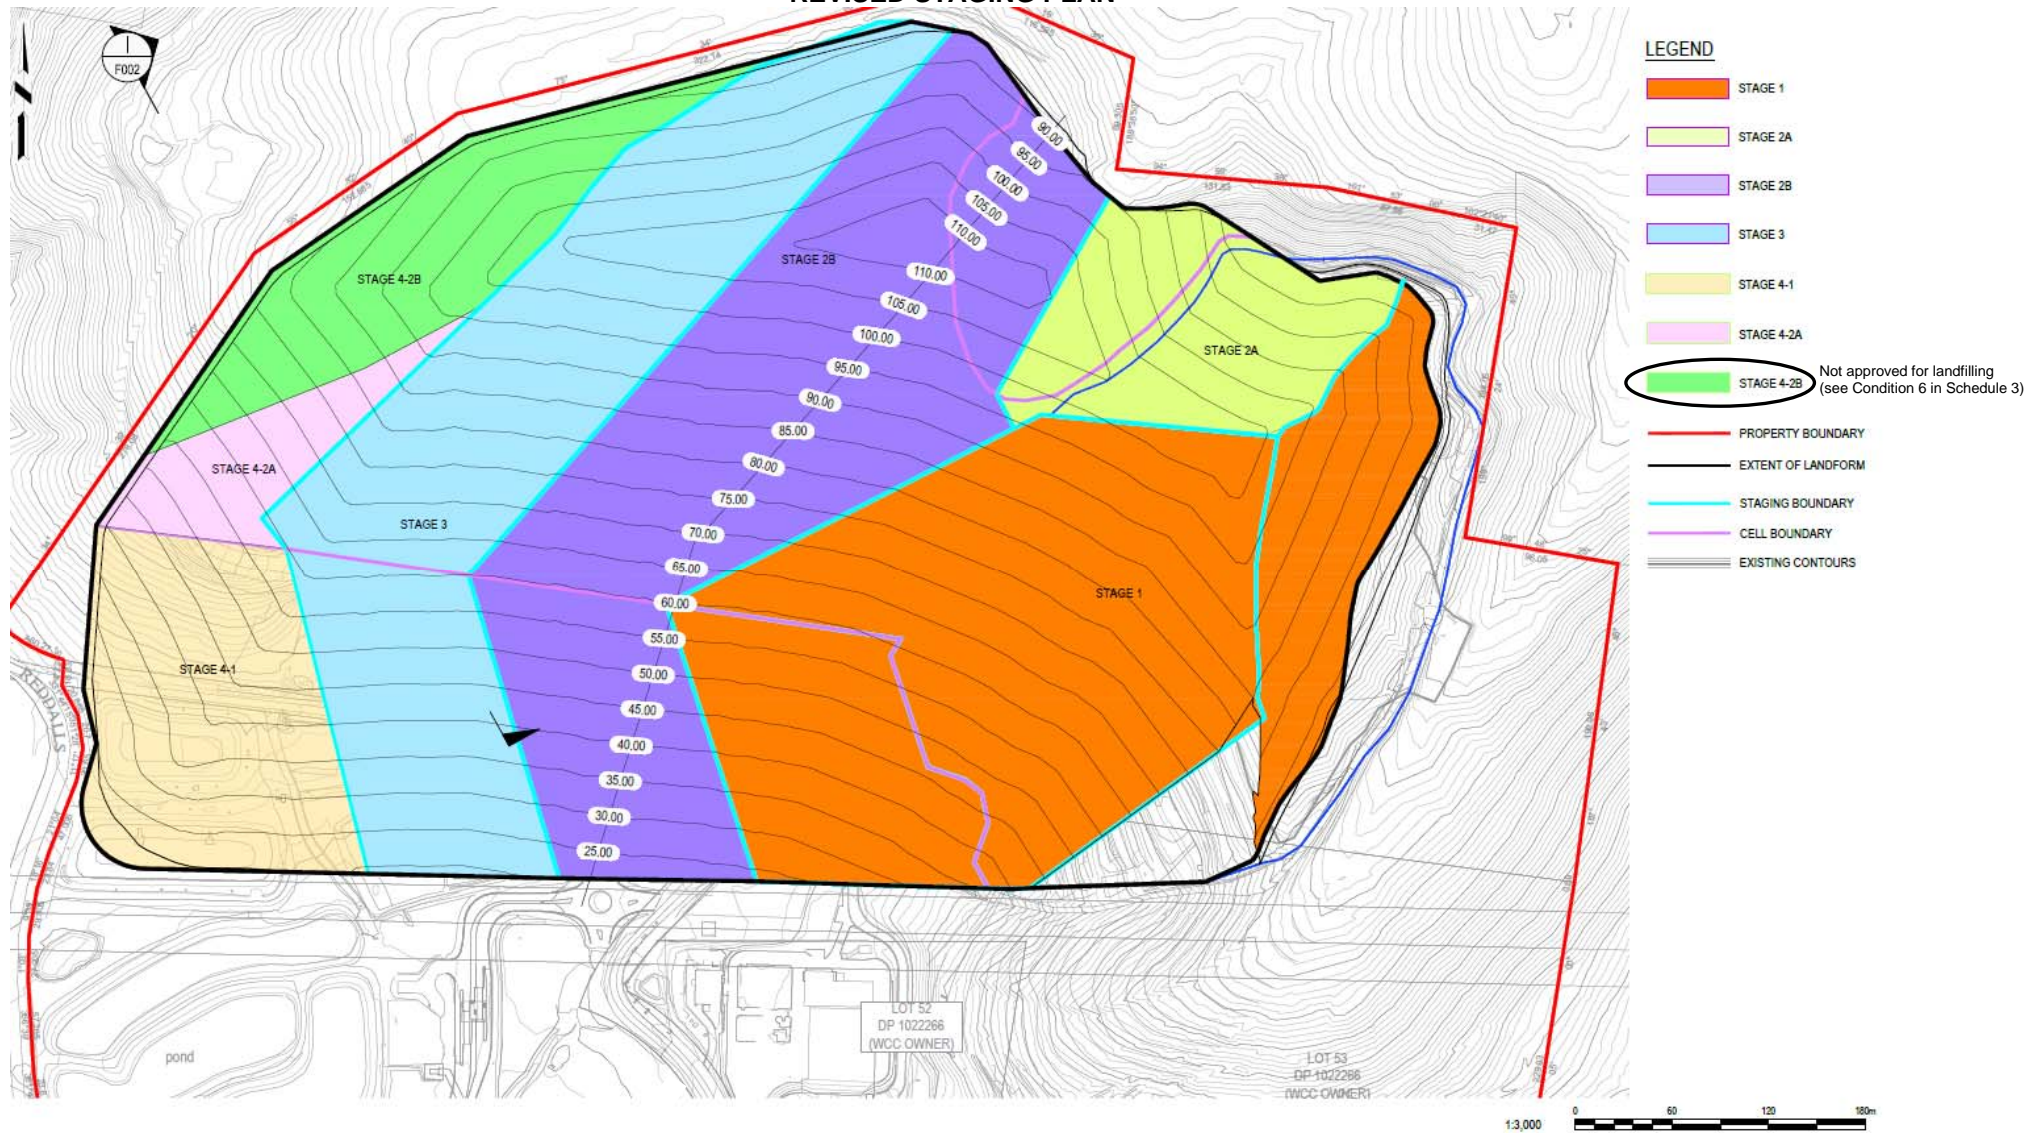 REVISED STAGING PLAN
I
F002
LEGEND
STAGE 1
STAGE 2A
STAGE 2B
STAGE 3
STAGE 4-1
STAGE 4-2A
STAGE 4-2B
Not approved for landfilling
(see Condition 6 in Schedule 3)
PROPERTY BOUNDARY
EXTENT OF LANDFORM
STAGING BOUNDARY
CELL BOUNDARY
EXISTING CONTOURS
90.00
95.00
100.00
105.00
110.00
STAGE 2B
110.00
STAGE 4-2B
105.00
100.00
STAGE 2A
95.00
90.00
85.00
80.00
STAGE 4-2A
75.00
STAGE 3
70.00
65.00
STAGE 1
60.00
55.00
STAGE 4-1
50.00
45.00
40.00
35.00
30.00
25.00
REDDALLS
LOT 52
DP 1022266
(WCC OWNER)
pond
LOT 53
DP 1022266
(WCC OWNER)
0 60 120 180m
1:3,000